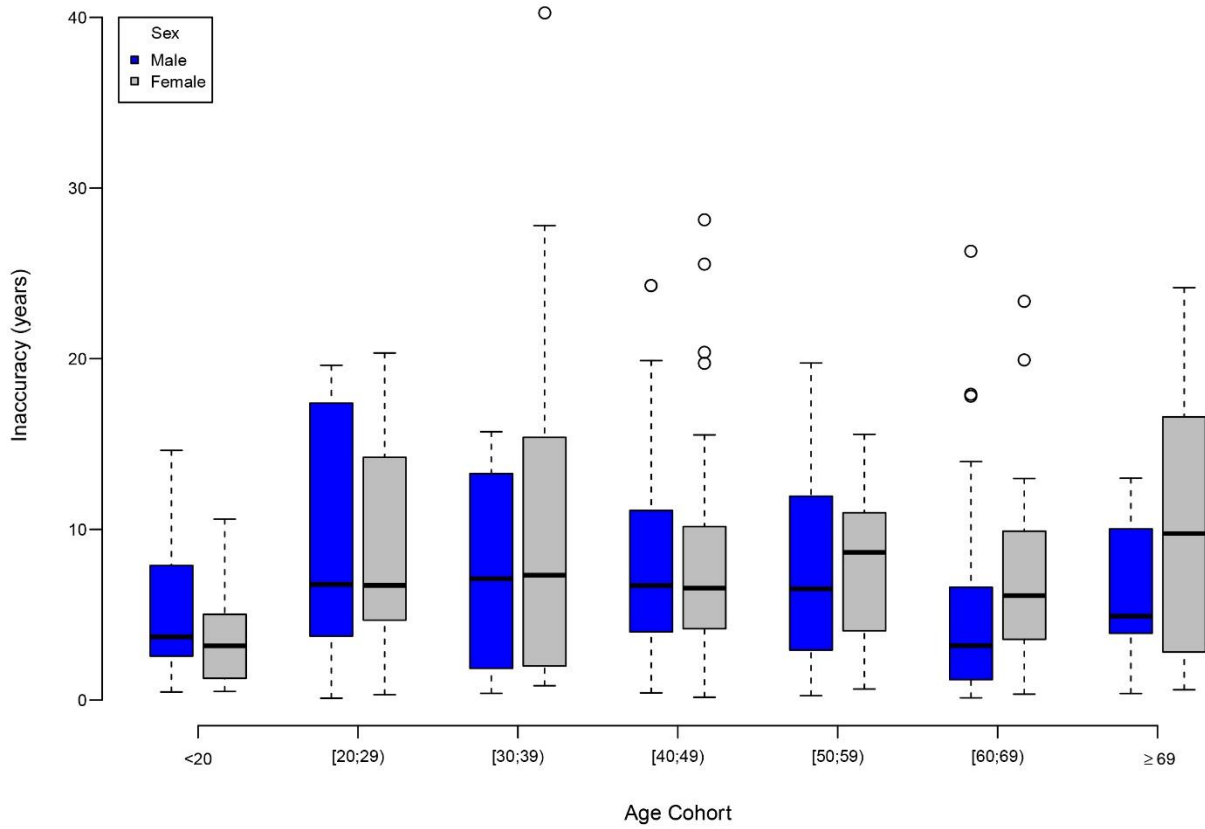 Sex
Male
Female
Inaccuracy (years)
40
30
20
10
0
<20
[20;29)
[30;39)
[40;49)
[50;59)
[60;69)
≥ 69
Age Cohort